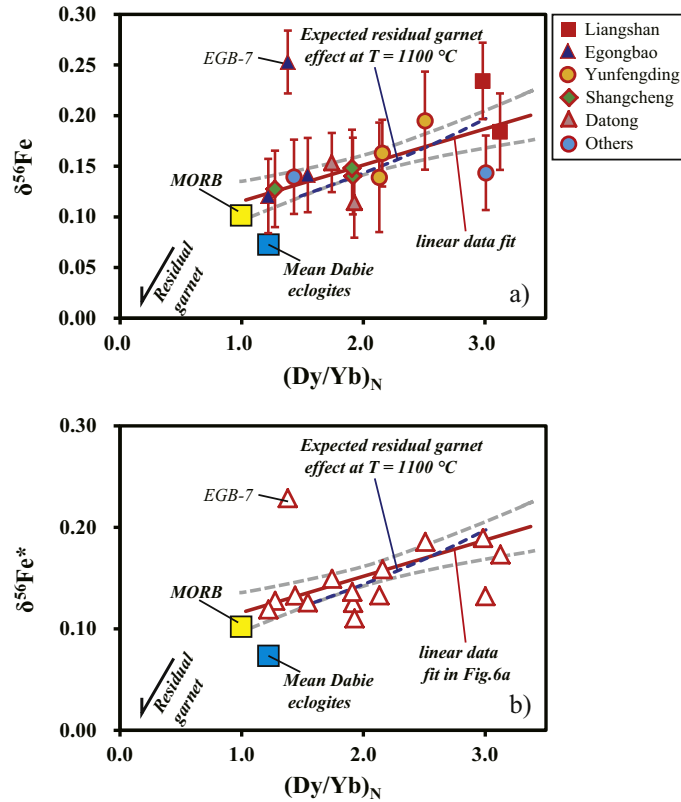 a)
0.30
0.25
0.20
0.15
0.10
0.05
0.00
δ⁵⁶Fe
EGB-7
Expected residual garnet
effect at T = 1100 °C
MORB
linear data fit
Mean Dabie
eclogites
Residual
garnet
0.0
1.0
2.0
3.0
(Dy/Yb)N
Liangshan
Egongbao
Yunfengding
Shangcheng
Datong
Others
0.30
0.20
0.10
0.00
δ⁵⁶Fe*
Expected residual garnet
effect at T = 1100 °C
EGB-7
MORB
linear data
fit in Fig.6a
Mean Dabie
eclogites
Residual
garnet
b)
0.0
1.0
2.0
3.0
(Dy/Yb)N